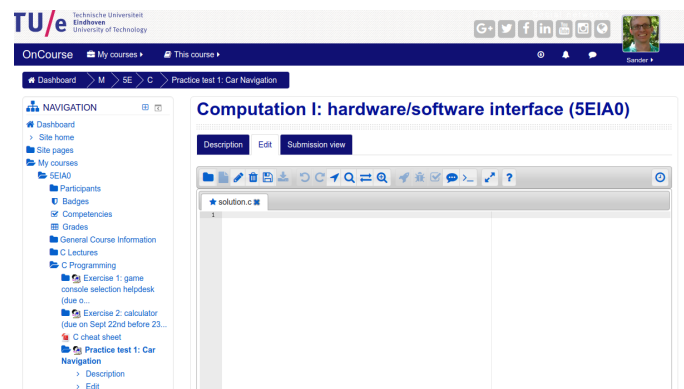 TU/e Technische Universiteit
Eindhoven
University of Technology
G+ f in
OnCourse My courses This course
Sander
Dashboard M 5E C Practice test 1: Car Navigation
NAVIGATION
Dashboard
Site home
Site pages
My courses
5EIA0
Participants
Badges
Competencies
Grades
General Course Information
C Lectures
C Programming
Exercise 1: game
console selection helpdesk
(due o...
Exercise 2: calculator
(due on Sept 22nd before 23...
C cheat sheet
Practice test 1: Car
Navigation
Description
Edit
Computation I: hardware/software interface (5EIA0)
Description Edit Submission view
solution.c
1